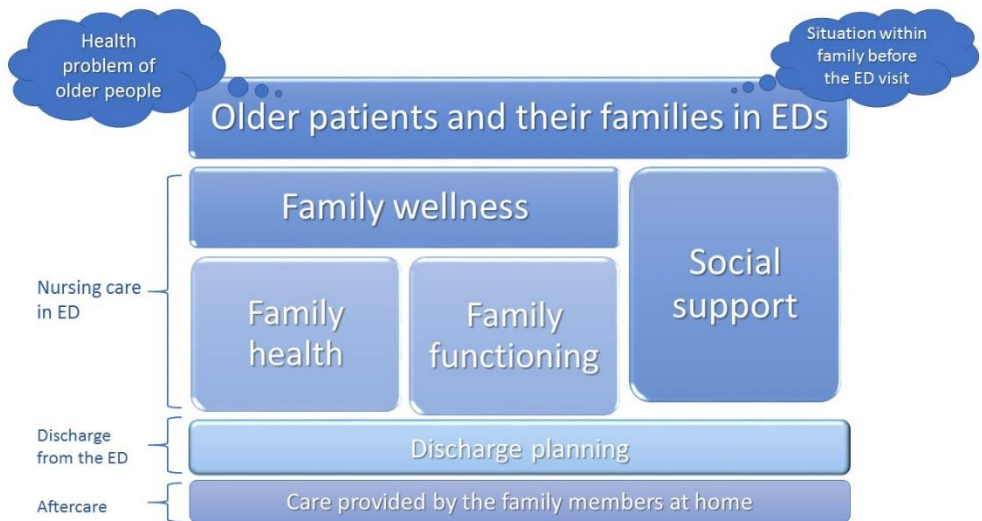 Health
problem of
older people
Situation within
family before
the ED visit
Older patients and their families in EDs
Family wellness
Social
support
Nursing care
in ED
Family
health
Family
functioning
Discharge
from the ED
Discharge planning
Aftercare
Care provided by the family members at home